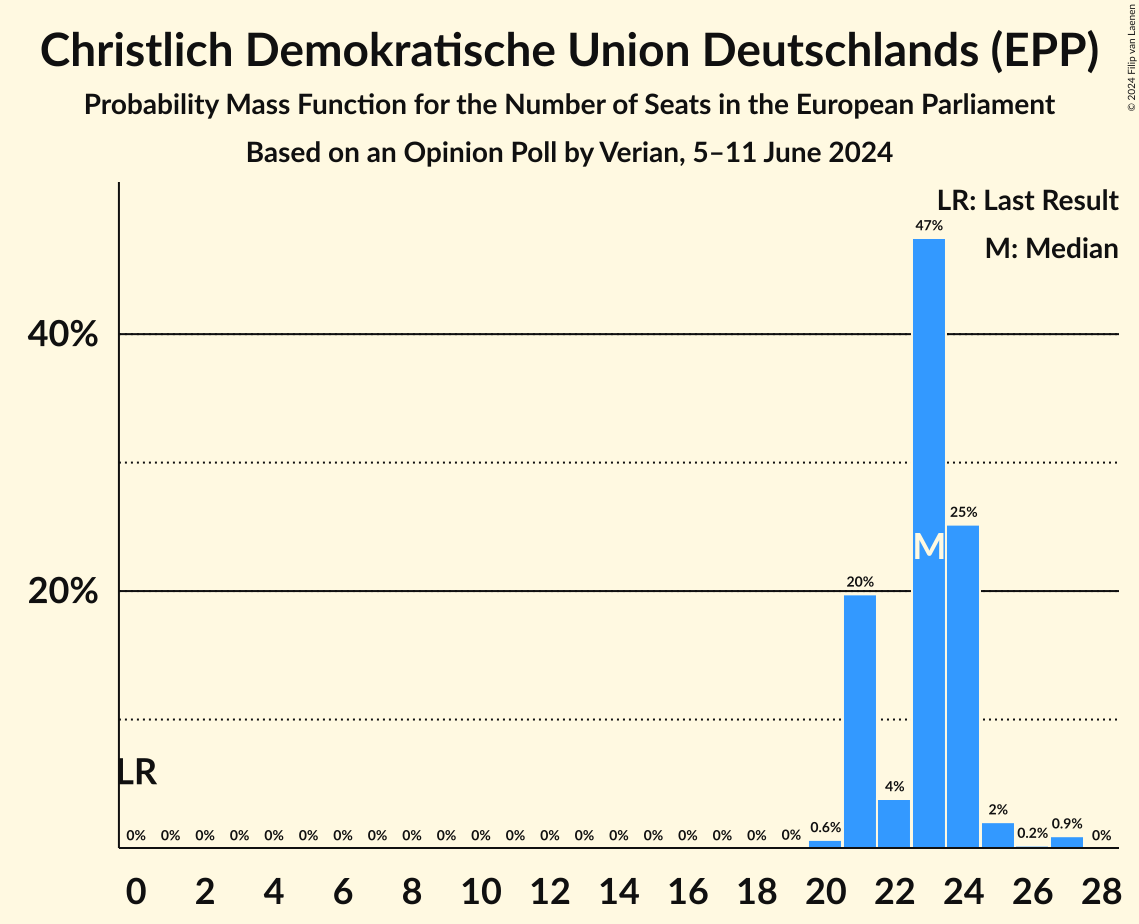 Christlich Demokratische Union Deutschlands (EPP)
Probability Mass Function for the Number of Seats in the European Parliament
Based on an Opinion Poll by Verian, 5–11 June 2024
© 2024 Filip van Laenen
LR: Last Result
M: Median
47%
40%
25%
M
20%
20%
LR
4%
2%
0% 0% 0% 0% 0% 0% 0% 0% 0% 0% 0% 0% 0% 0% 0% 0% 0% 0% 0% 0% 0.6% 0.2% 0.9% 0%
0 2 4 6 8 10 12 14 16 18 20 22 24 26 28